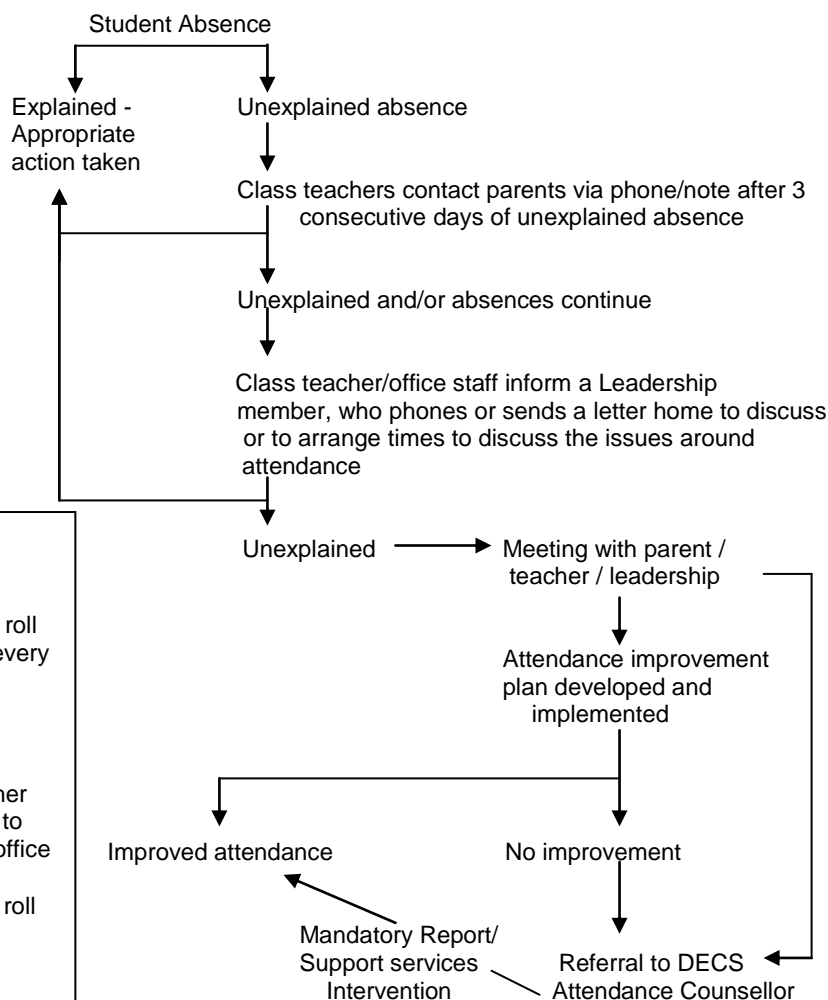 Student Absence
Explained -
Appropriate
action taken
Unexplained absence
Class teachers contact parents via phone/note after 3
consecutive days of unexplained absence
Unexplained and/or absences continue
Class teacher/office staff inform a Leadership
member, who phones or sends a letter home to discuss
or to arrange times to discuss the issues around
attendance
Unexplained
Meeting with parent /
teacher / leadership
roll
every
Attendance improvement
plan developed and
implemented
to
office
roll
Improved attendance
No improvement
Mandatory Report/
Support services
Intervention
Referral to DECS
Attendance Counsellor